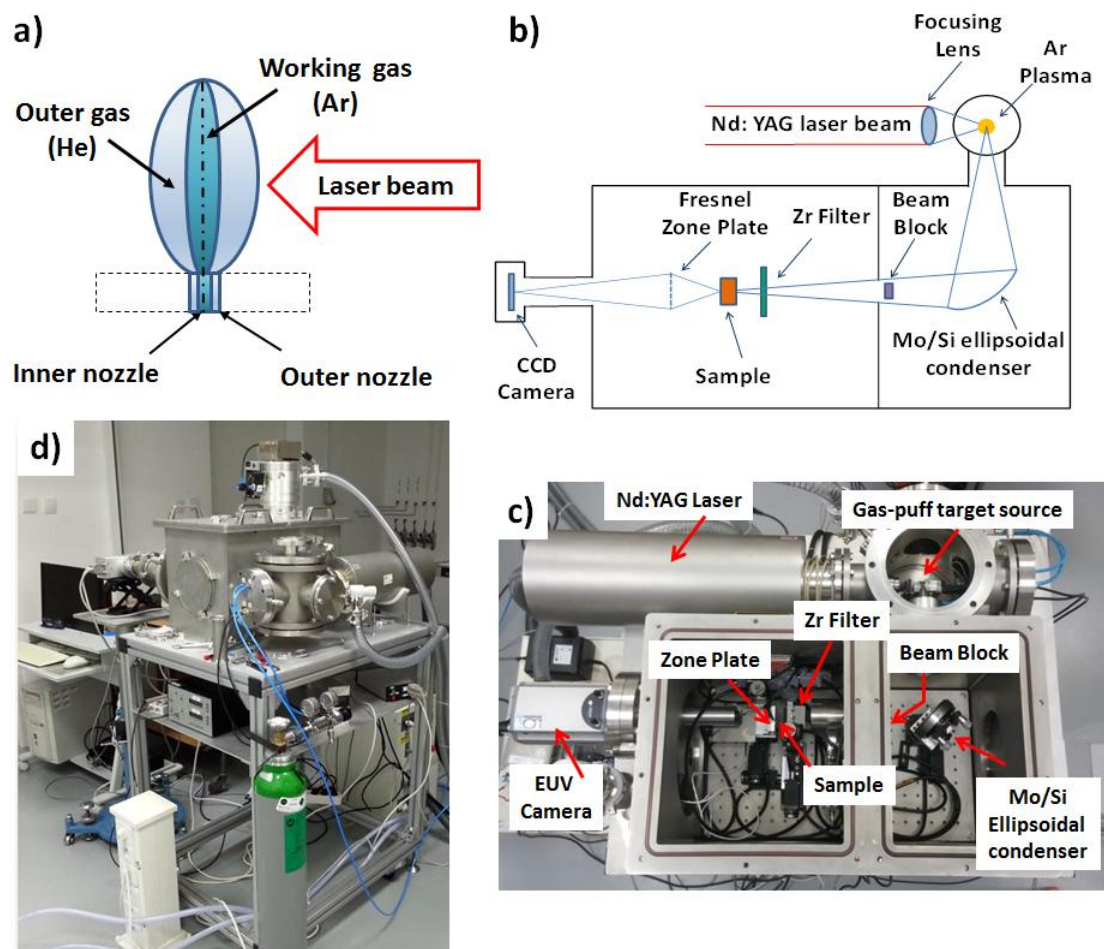 a)
Working gas
(Ar)
Outer gas
(He)
Laser beam
Inner nozzle
Outer nozzle
b)
Focusing
Lens
Ar
Plasma
Nd: YAG laser beam
Fresnel
Zone Plate
Zr Filter
Beam
Block
CCD
Camera
Sample
Mo/Si ellipsoidal
condenser
d)
c)
Nd:YAG Laser
Gas-puff target source
Zr Filter
Zone Plate
Beam Block
EUV
Camera
Sample
Mo/Si
Ellipsoidal
condenser